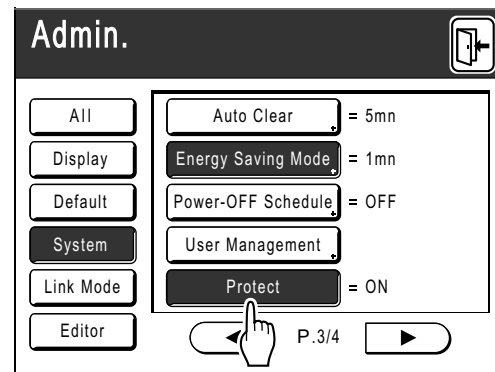 Admin.
All
Auto Clear = 5mn
Display
Energy Saving Mode = 1mn
Default
Power-OFF Schedule = OFF
System
User Management
Link Mode
Protect = ON
Editor
P.3/4